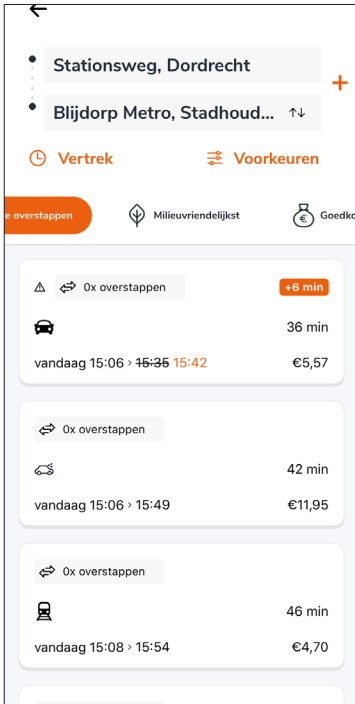 Stationsweg, Dordrecht
Blijdorp Metro, Stadhoud...
Vertrek
Voorkeuren
e overstappen
Milieuvriendelijkst
Goedko
0x overstappen
+6 min
36 min
vandaag 15:06 > 15:35 15:42
€5,57
0x overstappen
42 min
vandaag 15:06 > 15:49
€11,95
0x overstappen
46 min
vandaag 15:08 > 15:54
€4,70